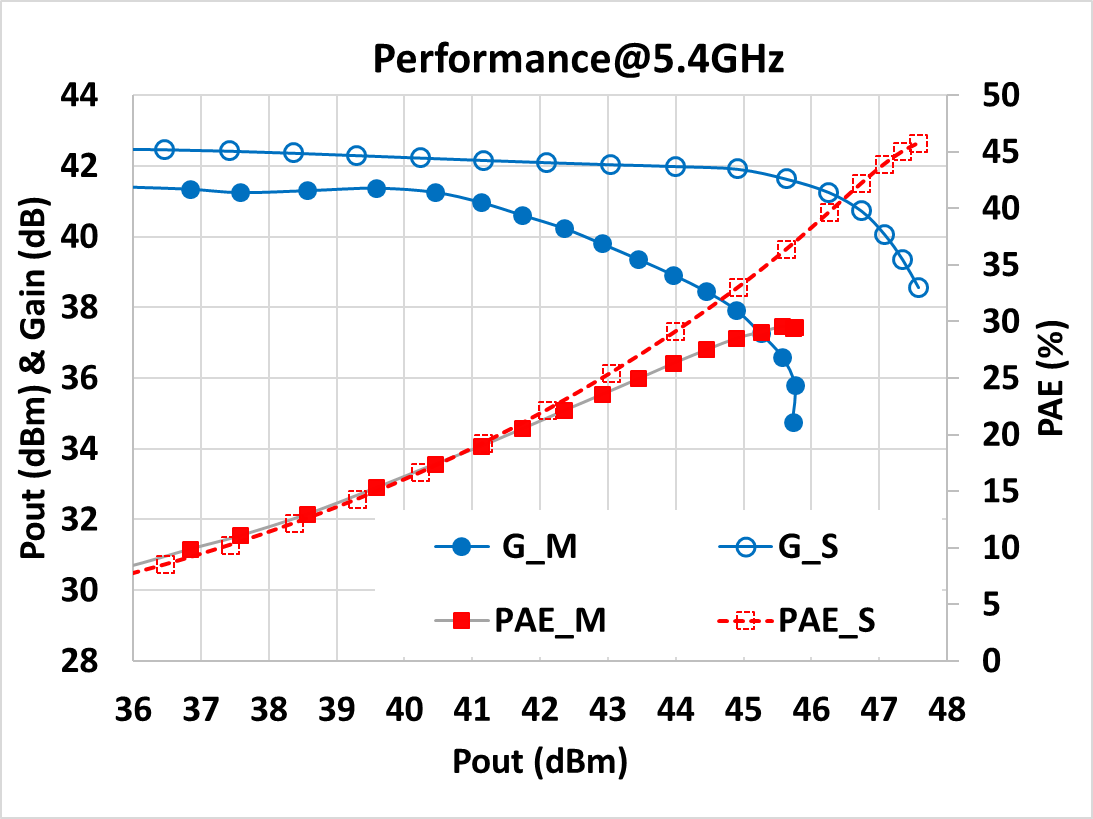 Performance@5.4GHz
Pout (dBm) & Gain (dB)
44
42
40
38
36
34
32
30
28
50
45
40
35
30
25
20
15
10
5
0
PAE (%)
G_M
G_S
PAE_M
PAE_S
36 37 38 39 40 41 42 43 44 45 46 47 48
Pout (dBm)